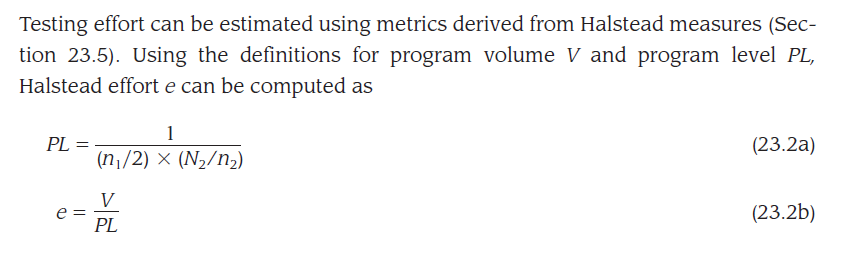 Testing effort can be estimated using metrics derived from Halstead measures (Sec-
tion 23.5). Using the definitions for program volume V and program level PL,
Halstead effort e can be computed as
PL = 1 / (n₁/2) × (N₂/n₂) (23.2a)
e = V / PL (23.2b)